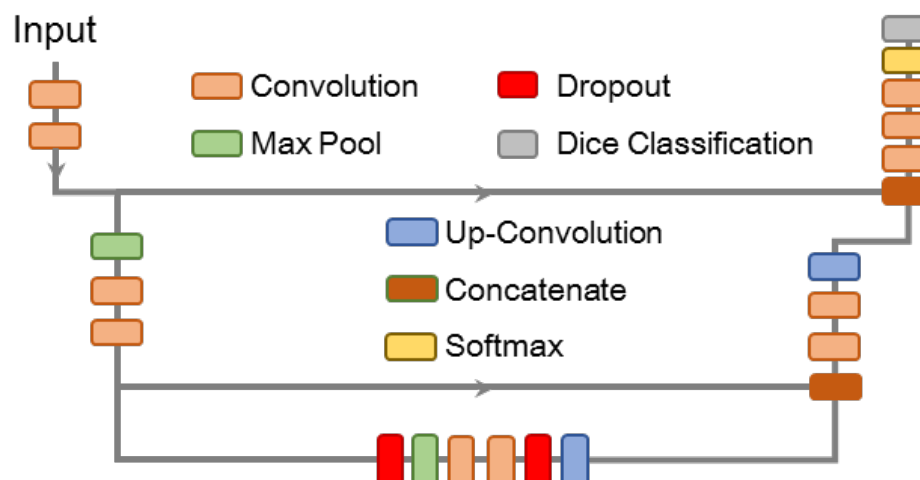 Input
Convolution
Dropout
Max Pool
Dice Classification
Up-Convolution
Concatenate
Softmax